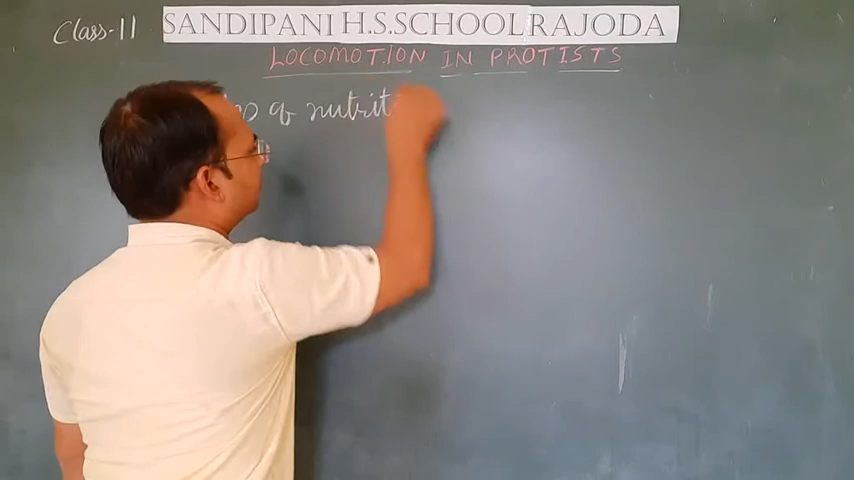 Class-11
SANDIPANI H.S.SCHOOL RAJODA
LOCOMOTION IN PROTISTS
of nutrit